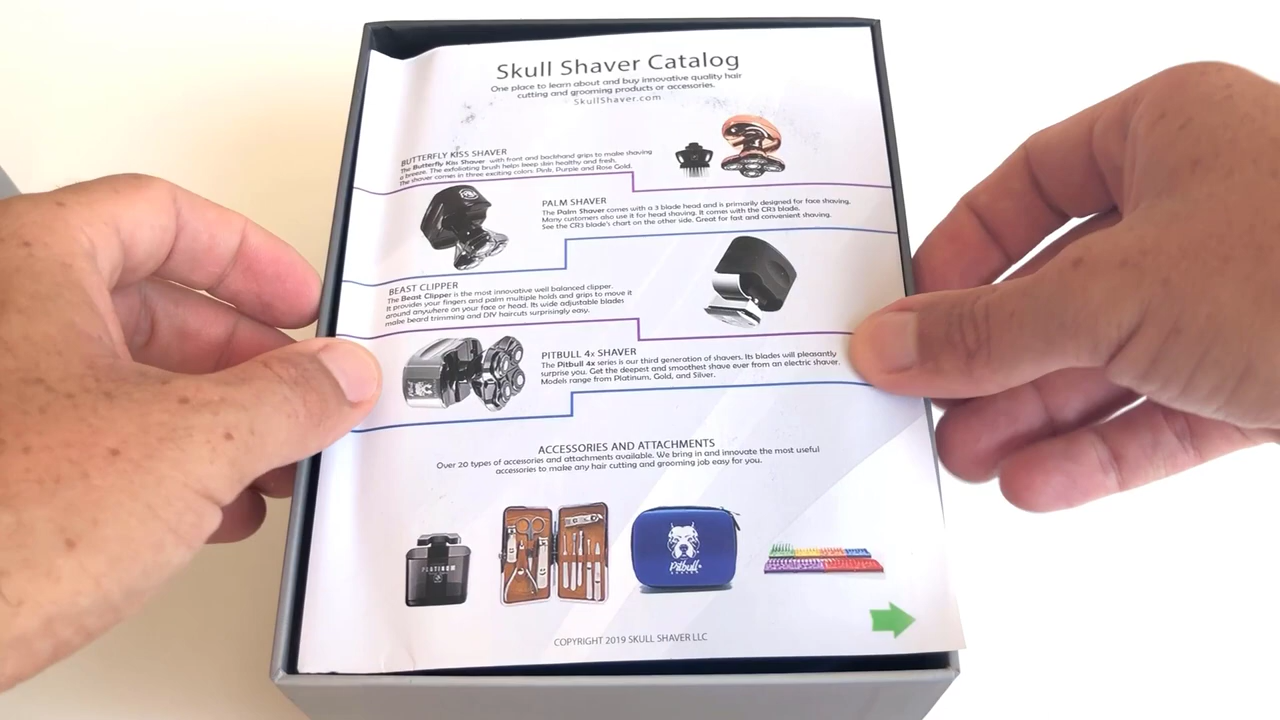 Skull Shaver Catalog
One place to learn about and buy innovative quality hair
cutting and grooming products or accessories.
SkullShaver.com
BUTTERFLY KISS SHAVER
The Butterfly Kiss Shaver with front and backhand grips to make shaving
a breeze. The exfoliating brush helps keep skin healthy and fresh.
The shaver comes in three exciting colors: Pink, Purple and Rose Gold.
PALM SHAVER
The Palm Shaver comes with a 3 blade head and is primarily designed for face shaving.
Many customers also use it for head shaving. It comes with the CR3 blade.
See the CR3 blade's chart on the other side. Great for fast and convenient shaving.
BEAST CLIPPER
The Beast Clipper is the most innovative well balanced clipper.
It provides your fingers and palm multiple holds and grips to move it
around anywhere on your face or head. Its wide adjustable blades
make beard trimming and DIY haircuts surprisingly easy.
PITBULL 4x SHAVER
The Pitbull 4x series is our third generation of shavers. Its blades will pleasantly
surprise you. Get the deepest and smoothest shave ever from an electric shaver.
Models range from Platinum, Gold, and Silver.
Pitbull
ACCESSORIES AND ATTACHMENTS
Over 20 types of accessories and attachments available. We bring in and innovate the most useful
accessories to make any hair cutting and grooming job easy for you.
PLATINUM
Pitbull
SHAVER
COPYRIGHT 2019 SKULL SHAVER LLC